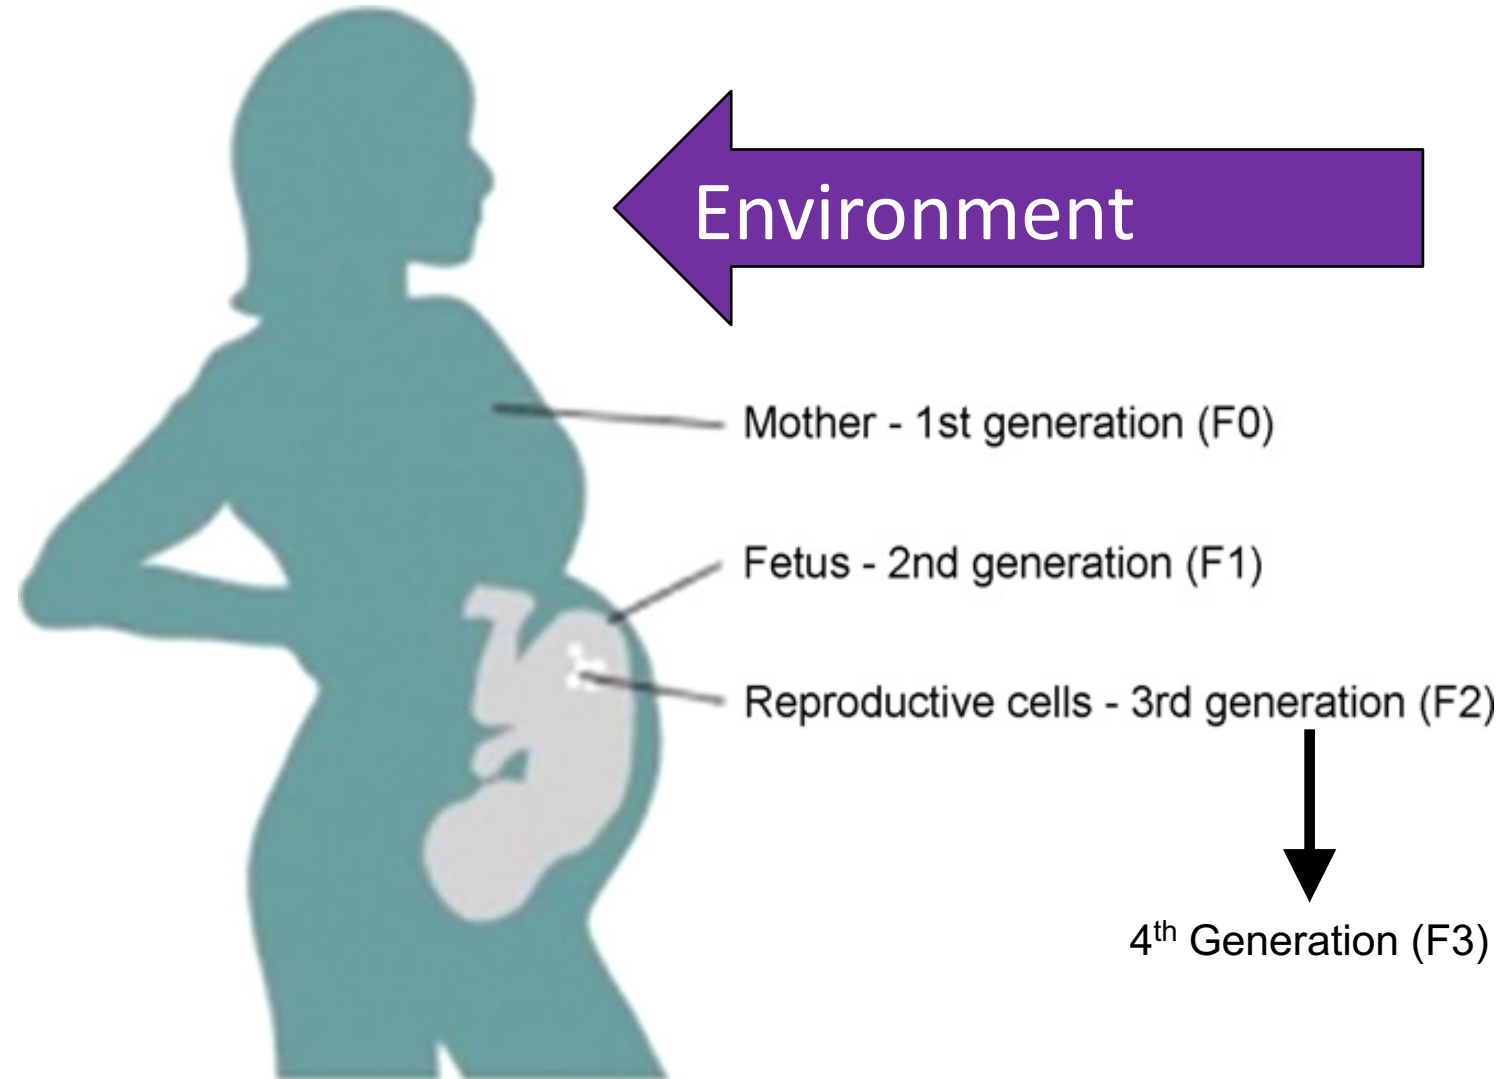 Environment
Mother - 1st generation (F0)
Fetus - 2nd generation (F1)
Reproductive cells - 3rd generation (F2)
4th Generation (F3)